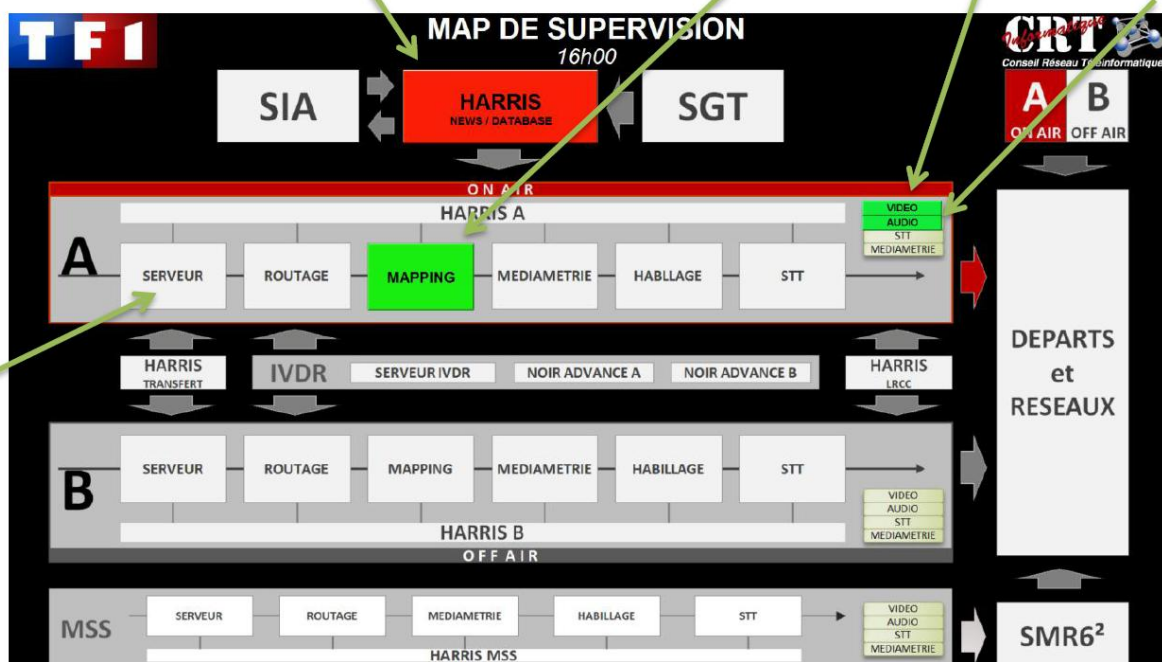 TF1
MAP DE SUPERVISION
16h00
Informatique
CRT
Conseil Réseau Téléinformatique
SIA
HARRIS
NEWS / DATABASE
SGT
A
ON AIR
B
OFF AIR
ON AIR
HARRIS A
A
SERVEUR
ROUTAGE
MAPPING
MEDIAMETRIE
HABLLAGE
STT
VIDEO
AUDIO
STT
MEDIAMETRIE
HARRIS
TRANSFERT
IVDR
SERVEUR IVDR
NOIR ADVANCE A
NOIR ADVANCE B
HARRIS
LRCC
DEPARTS
et
RESEAUX
B
SERVEUR
ROUTAGE
MAPPING
MEDIAMETRIE
HABILLAGE
STT
VIDEO
AUDIO
STT
MEDIAMETRIE
HARRIS B
OFF AIR
MSS
SERVEUR
ROUTAGE
MEDIAMETRIE
HABILLAGE
STT
VIDEO
AUDIO
STT
MEDIAMETRIE
HARRIS MSS
SMR6²